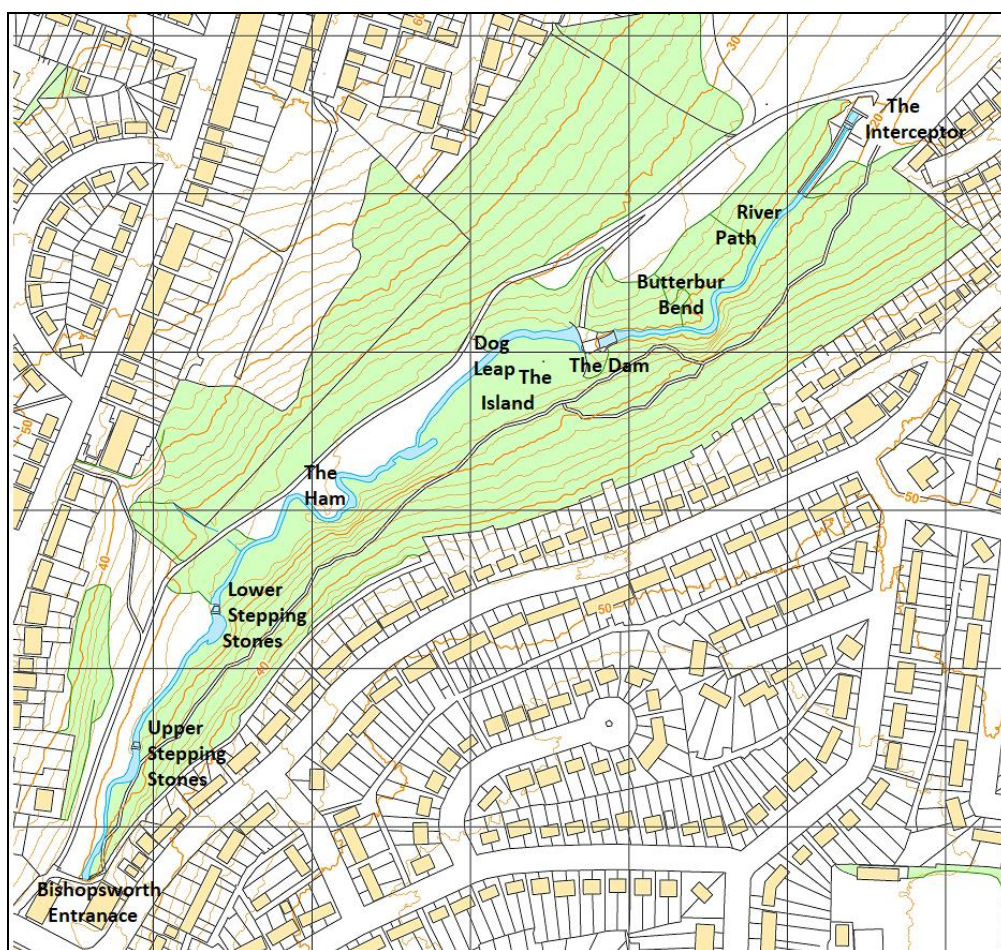 60
30
The
Interceptor
20
River
Path
Butterbur
Bend
Dog
Leap
The
Island
The Dam
50
The
Ham
50
40
Lower
Stepping
Stones
50
40
Upper
Stepping
Stones
Bishopsworth
Entranace